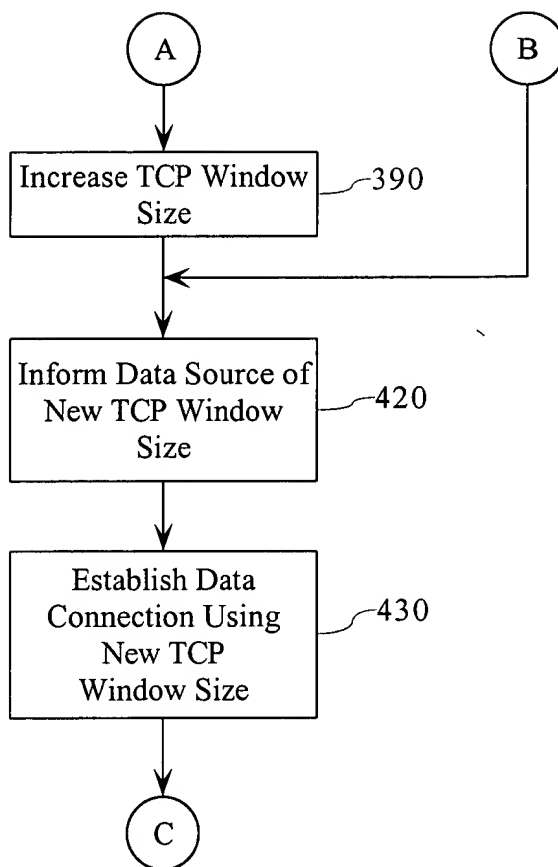 A
B
Increase TCP Window
Size
390
Inform Data Source of
New TCP Window
Size
420
Establish Data
Connection Using
New TCP
Window Size
430
C